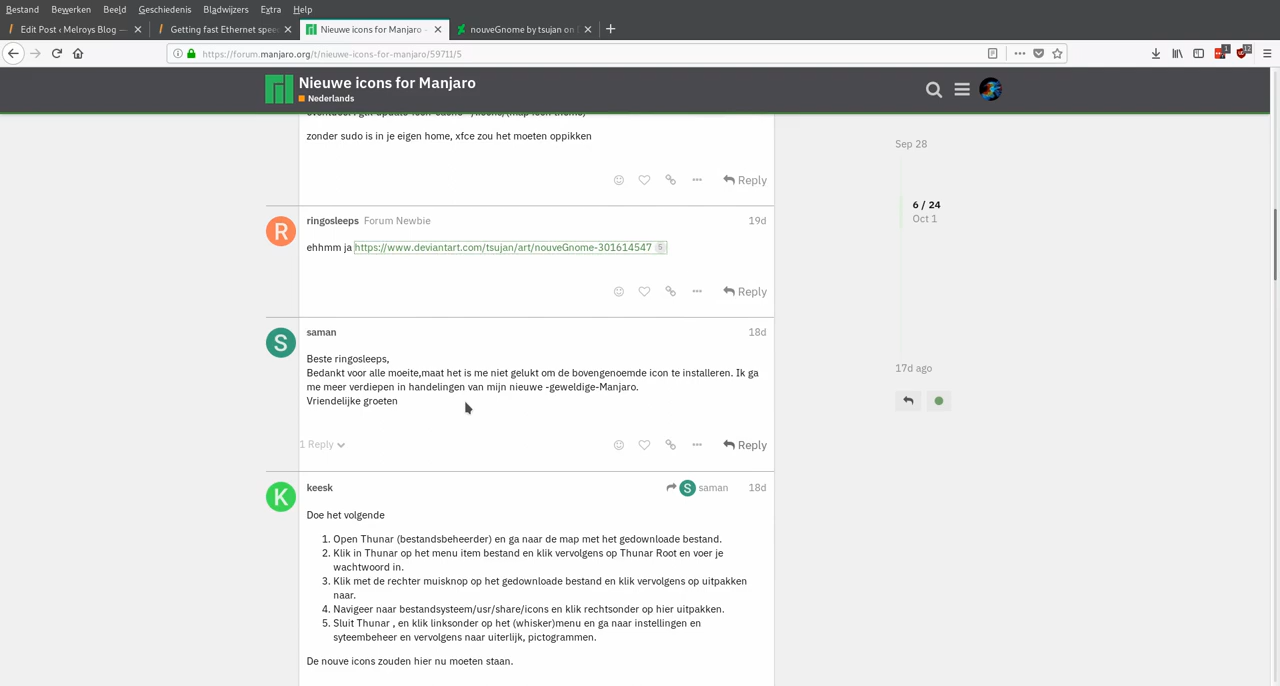 Bestand Bewerken Beeld Geschiedenis Bladwijzers Extra Help
Edit Post ‹ Melroys Blog — Getting fast Ethernet spee Nieuwe icons for Manjaro - nouveGnome by tsujan on
https://forum.manjaro.org/t/nieuwe-icons-for-manjaro/59711/5 1 12
Nieuwe icons for Manjaro
Nederlands
zonder sudo is in je eigen home, xfce zou het moeten oppikken
Reply
Sep 28
6 / 24
Oct 1
17d ago
R ringosleeps Forum Newbie 19d
ehhmm ja https://www.deviantart.com/tsujan/art/nouveGnome-301614547 5
Reply
S saman 18d
Beste ringosleeps,
Bedankt voor alle moeite,maat het is me niet gelukt om de bovengenoemde icon te installeren. Ik ga
me meer verdiepen in handelingen van mijn nieuwe -geweldige-Manjaro.
Vriendelijke groeten
1 Reply Reply
K keesk S saman 18d
Doe het volgende
1. Open Thunar (bestandsbeheerder) en ga naar de map met het gedownloade bestand.
2. Klik in Thunar op het menu item bestand en klik vervolgens op Thunar Root en voer je
wachtwoord in.
3. Klik met de rechter muisknop op het gedownloade bestand en klik vervolgens op uitpakken
naar.
4. Navigeer naar bestandsysteem/usr/share/icons en klik rechtsonder op hier uitpakken.
5. Sluit Thunar , en klik linksonder op het (whisker)menu en ga naar instellingen en
syteembeheer en vervolgens naar uiterlijk, pictogrammen.
De nouve icons zouden hier nu moeten staan.